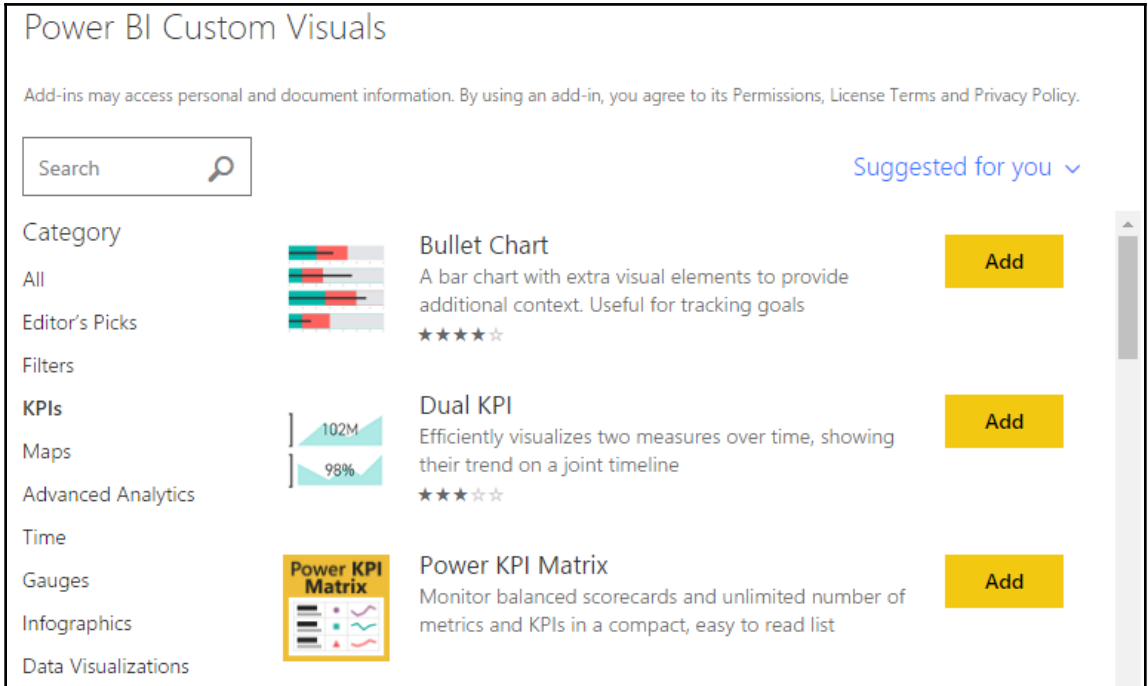 Power BI Custom Visuals
Add-ins may access personal and document information. By using an add-in, you agree to its Permissions, License Terms and Privacy Policy.
Search
Suggested for you
Category
All
Editor's Picks
Filters
KPIs
Maps
Advanced Analytics
Time
Gauges
Infographics
Data Visualizations
Bullet Chart
A bar chart with extra visual elements to provide
additional context. Useful for tracking goals
Add
102M
98%
Dual KPI
Efficiently visualizes two measures over time, showing
their trend on a joint timeline
Add
Power KPI
Matrix
Power KPI Matrix
Monitor balanced scorecards and unlimited number of
metrics and KPIs in a compact, easy to read list
Add